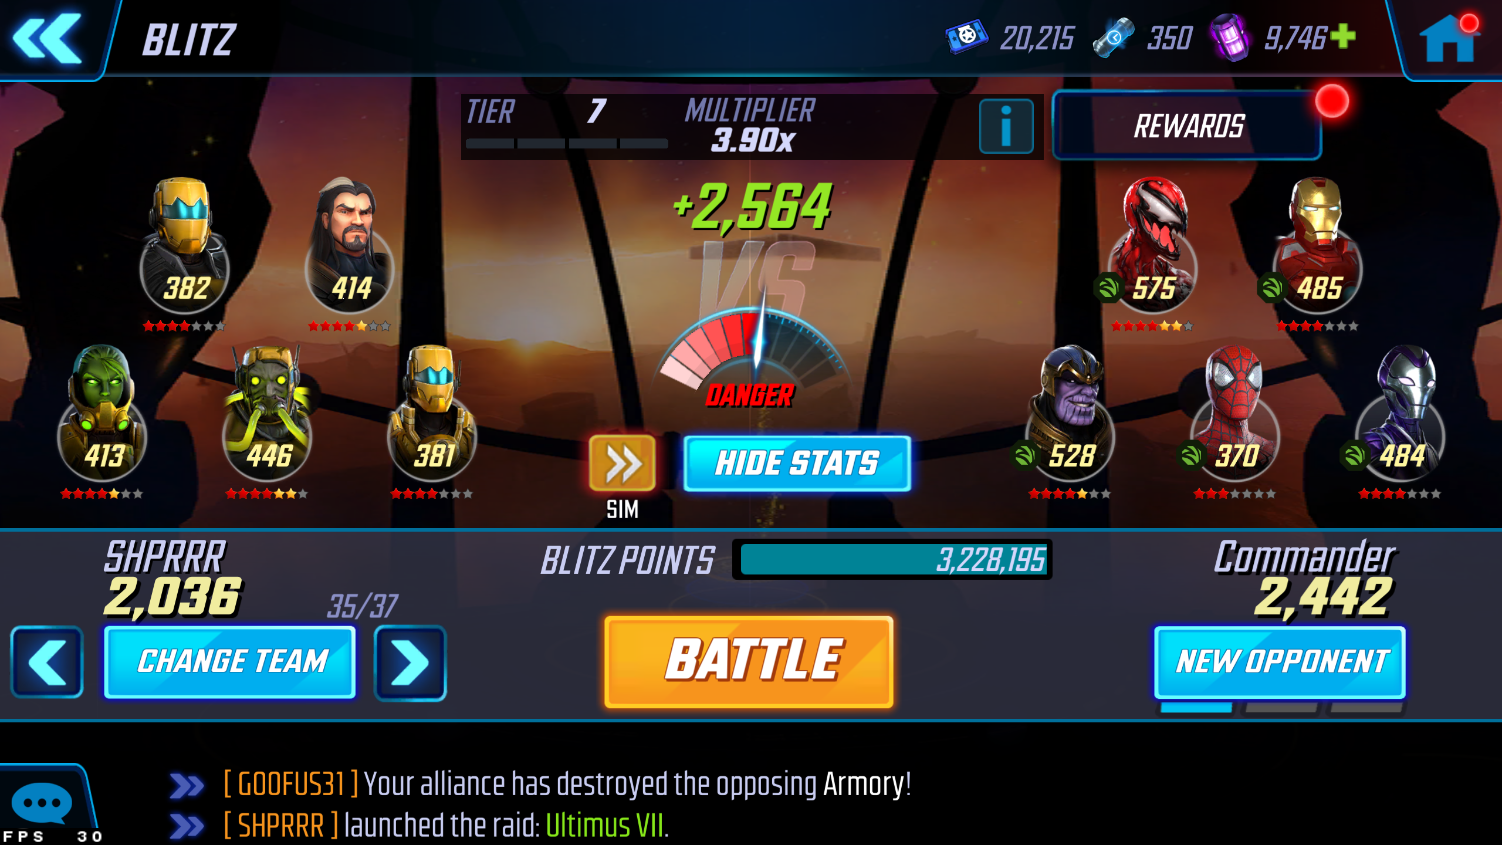 BLITZ
20,215
350
9,746
TIER 7
MULTIPLIER
3.90x
REWARDS
+2,564
VS
382
414
575
485
413
446
381
528
370
484
DANGER
HIDE STATS
SIM
SHPRRR
2,036
35/37
CHANGE TEAM
BLITZ POINTS 3,228,195
BATTLE
Commander
2,442
NEW OPPONENT
[ GOOFUS31 ] Your alliance has destroyed the opposing Armory!
[ SHPRRR ] launched the raid: Ultimus VII.
FPS 30